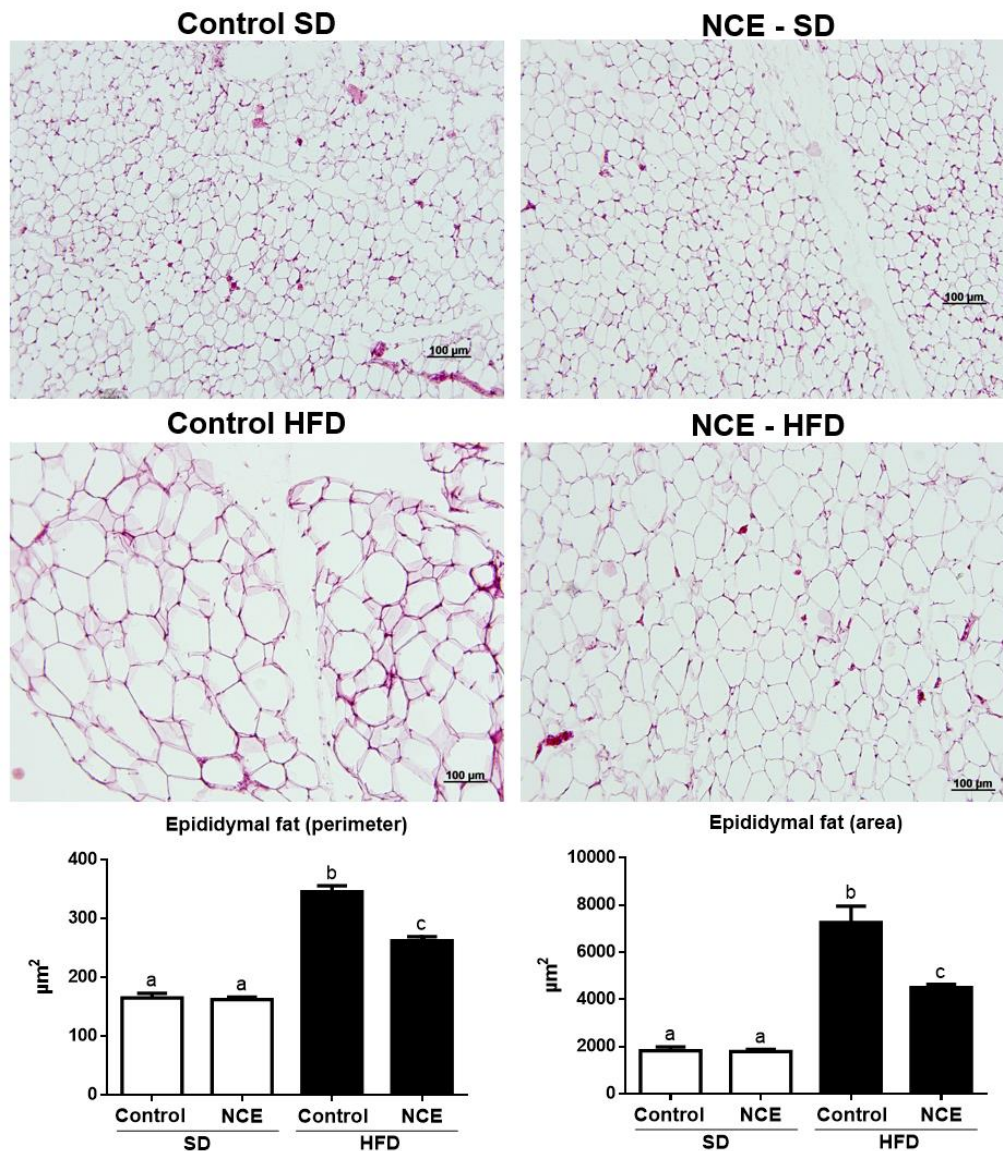 Control SD
NCE - SD
100 µm
100 µm
Control HFD
NCE - HFD
100 µm
100 µm
Epididymal fat (perimeter)
400
300
200
100
0
µm²
a
a
b
c
Control
NCE
Control
NCE
SD
HFD
Epididymal fat (area)
10000
8000
6000
4000
2000
0
µm²
a
a
b
c
Control
NCE
Control
NCE
SD
HFD